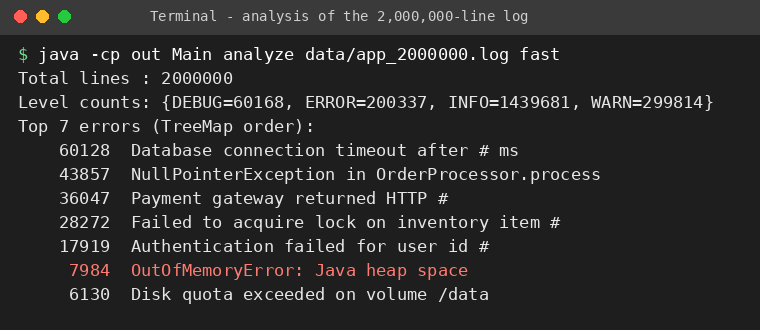 Terminal - analysis of the 2,000,000-line log
$ java -cp out Main analyze data/app_2000000.log fast
Total lines : 2000000
Level counts: {DEBUG=60168, ERROR=200337, INFO=1439681, WARN=299814}
Top 7 errors (TreeMap order):
60128  Database connection timeout after # ms
43857  NullPointerException in OrderProcessor.process
36047  Payment gateway returned HTTP #
28272  Failed to acquire lock on inventory item #
17919  Authentication failed for user id #
7984  OutOfMemoryError: Java heap space
6130  Disk quota exceeded on volume /data